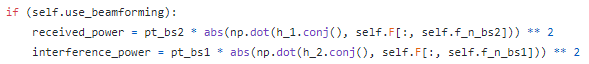 if (self.use_beamforming):
    received_power = pt_bs2 * abs(np.dot(h_1.conj(), self.F[:, self.f_n_bs2])) ** 2
    interference_power = pt_bs1 * abs(np.dot(h_2.conj(), self.F[:, self.f_n_bs1])) ** 2